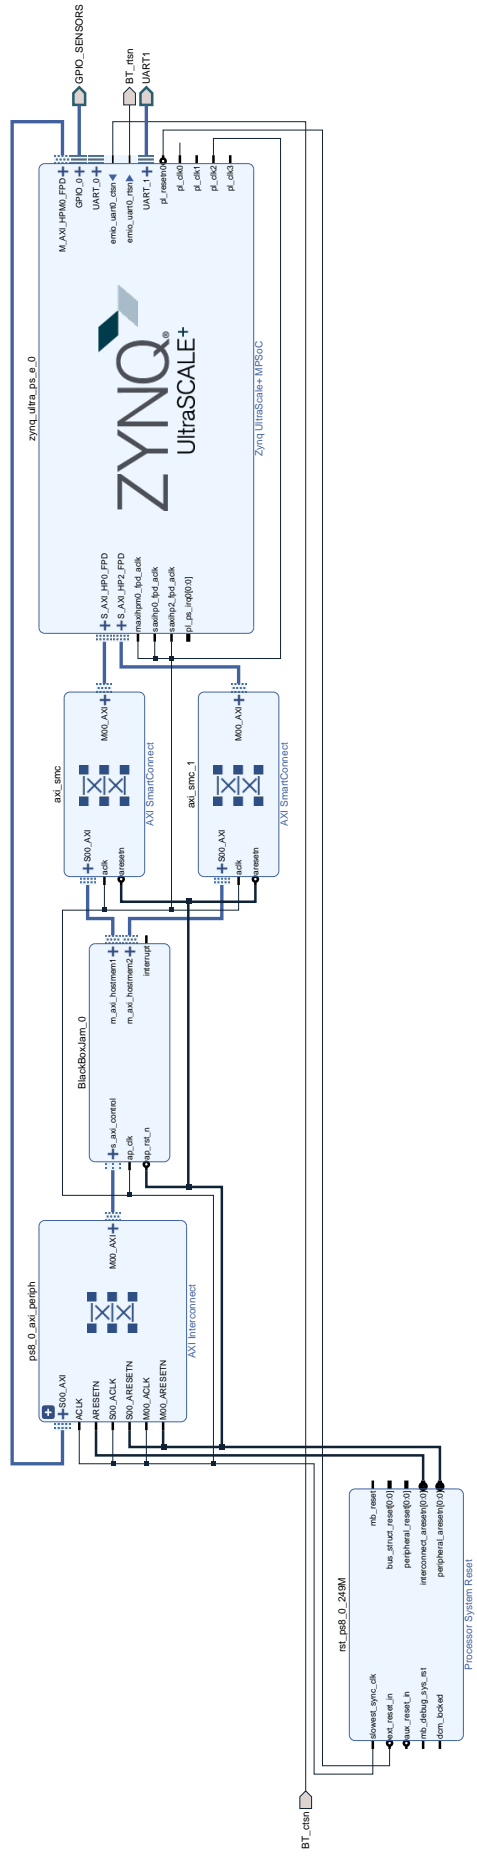 GPIO_SENSORS
BT_rtsn
UART1
zynq_ultra_ps_e_0
M_AXI_HPM0_FPD
GPIO_0
UART_0
emio_uart0_ctsn
emio_uart0_rtsn
UART_1
pl_resetn0
pl_clk0
pl_clk1
pl_clk2
pl_clk3
ZYNQ®
UltraSCALE+
S_AXI_HP0_FPD
S_AXI_HP2_FPD
maxihpm0_fpd_aclk
saxihp0_fpd_aclk
saxihp2_fpd_aclk
pl_ps_irq0[0:0]
Zynq UltraScale+ MPSoC
axi_smc
M00_AXI
S00_AXI
aclk
aresetn
AXI SmartConnect
axi_smc_1
M00_AXI
S00_AXI
aclk
aresetn
AXI SmartConnect
BlackBoxJam_0
m_axi_hostmem1
m_axi_hostmem2
interrupt
s_axi_control
ap_clk
ap_rst_n
ps8_0_axi_periph
M00_AXI
S00_AXI
ACLK
ARESETN
S00_ACLK
S00_ARESETN
M00_ACLK
M00_ARESETN
AXI Interconnect
rst_ps8_0_249M
mb_reset
bus_struct_reset[0:0]
peripheral_reset[0:0]
interconnect_aresetn[0:0]
peripheral_aresetn[0:0]
slowest_sync_clk
ext_reset_in
aux_reset_in
mb_debug_sys_rst
dcm_locked
Processor System Reset
BT_ctsn